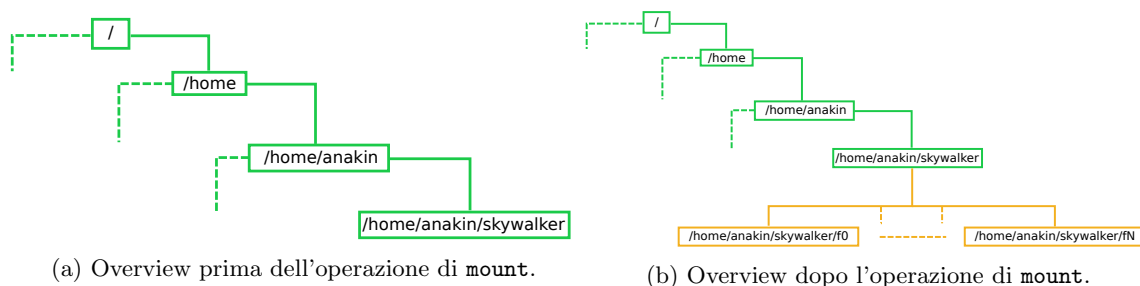 /
/home
/home/anakin
/home/anakin/skywalker
(a) Overview prima dell'operazione di mount.
/
/home
/home/anakin
/home/anakin/skywalker
/home/anakin/skywalker/f0
/home/anakin/skywalker/fN
(b) Overview dopo l'operazione di mount.